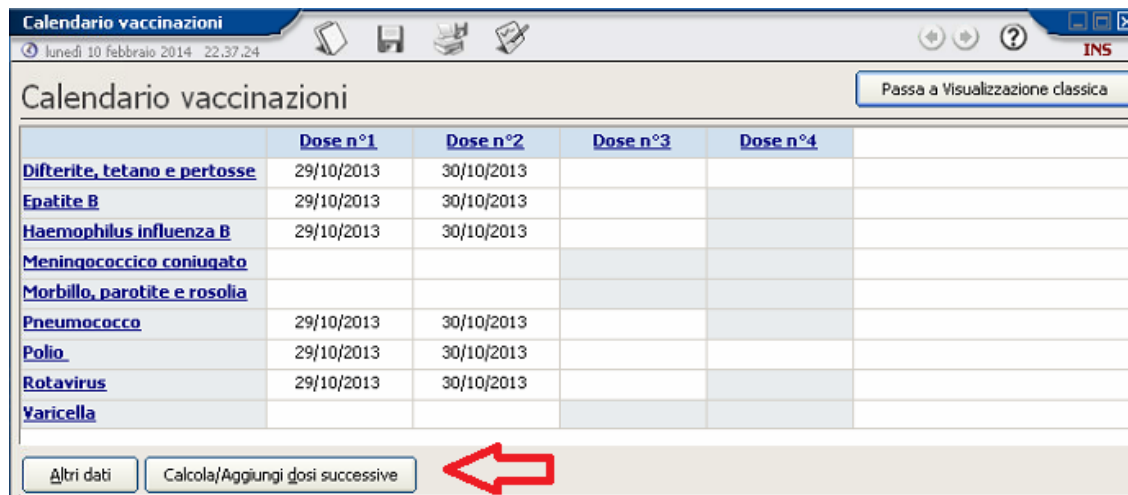 Calendario vaccinazioni
lunedì 10 febbraio 2014 22.37.24
INS
Calendario vaccinazioni
Passa a Visualizzazione classica
Dose n°1 Dose n°2 Dose n°3 Dose n°4
Difterite, tetano e pertosse 29/10/2013 30/10/2013
Epatite B 29/10/2013 30/10/2013
Haemophilus influenza B 29/10/2013 30/10/2013
Meningococcico coniugato
Morbillo, parotite e rosolia
Pneumococco 29/10/2013 30/10/2013
Polio 29/10/2013 30/10/2013
Rotavirus 29/10/2013 30/10/2013
Varicella
Altri dati Calcola/Aggiungi dosi successive